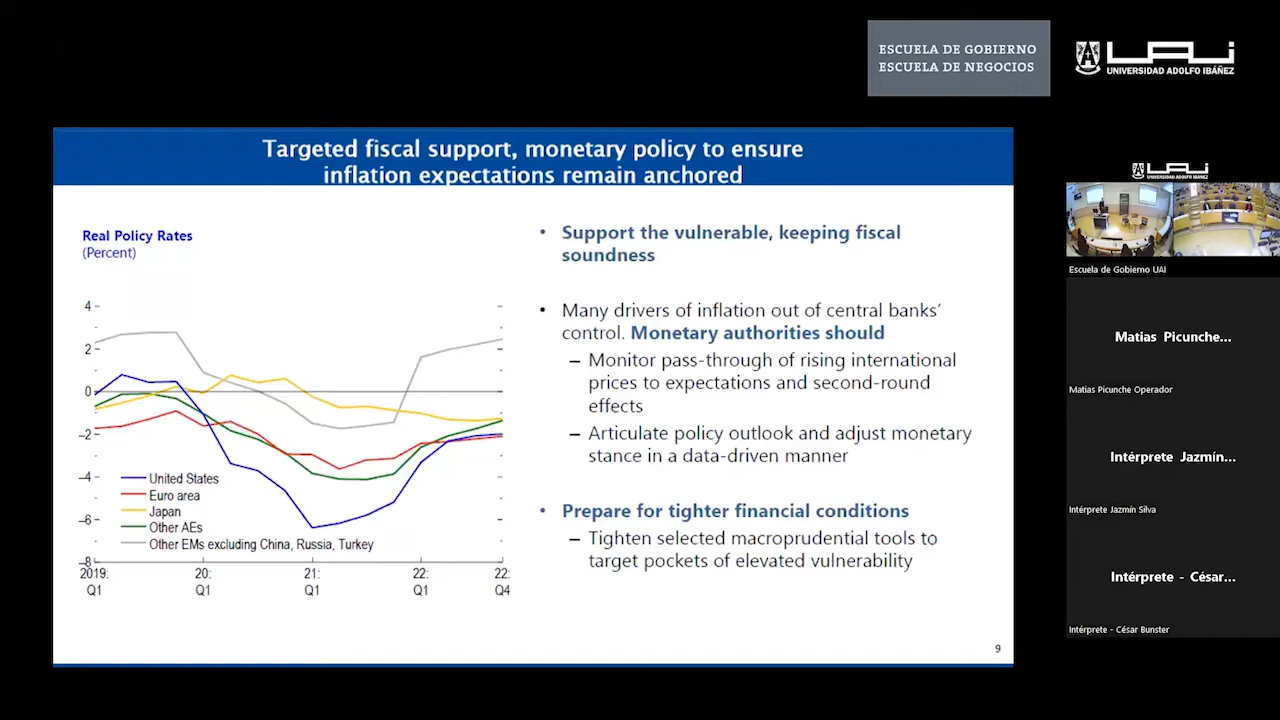 ESCUELA DE GOBIERNO
ESCUELA DE NEGOCIOS
UAI
UNIVERSIDAD ADOLFO IBÁÑEZ
Targeted fiscal support, monetary policy to ensure
inflation expectations remain anchored
Real Policy Rates
(Percent)
4
2
0
–2
–4
–6
–8
2019:
Q1
20:
Q1
21:
Q1
22:
Q1
22:
Q4
United States
Euro area
Japan
Other AEs
Other EMs excluding China, Russia, Turkey
• Support the vulnerable, keeping fiscal
soundness
• Many drivers of inflation out of central banks’
control. Monetary authorities should
– Monitor pass-through of rising international
prices to expectations and second-round
effects
– Articulate policy outlook and adjust monetary
stance in a data-driven manner
• Prepare for tighter financial conditions
– Tighten selected macroprudential tools to
target pockets of elevated vulnerability
9
UAI
UNIVERSIDAD ADOLFO IBÁÑEZ
Escuela de Gobierno UAI
Matias Picunche...
Matias Picunche Operador
Intérprete Jazmín...
Intérprete Jazmín Silva
Intérprete - César...
Intérprete - César Bunster